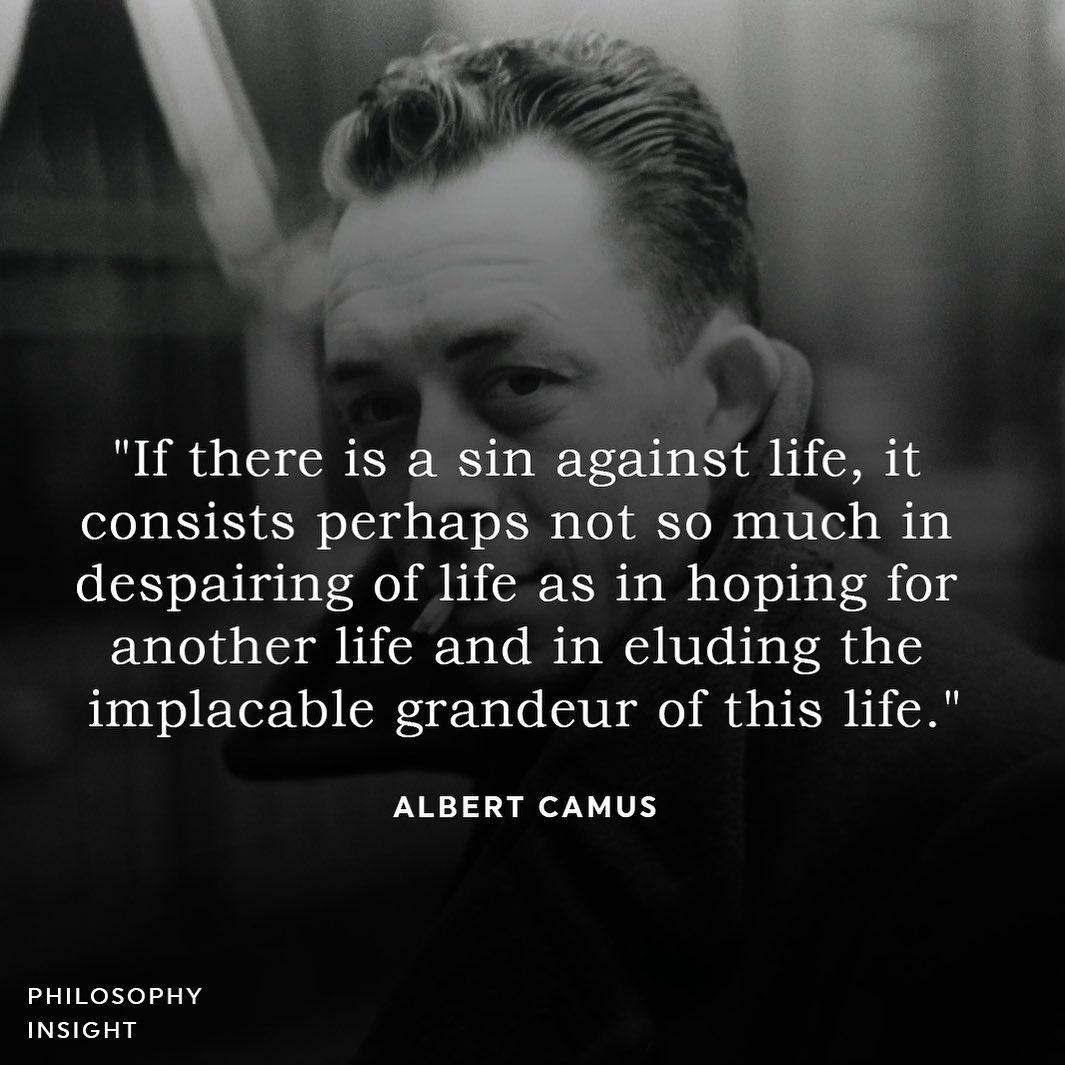 "If there is a sin against life, it
consists perhaps not so much in
despairing of life as in hoping for
another life and in eluding the
implacable grandeur of this life."
ALBERT CAMUS
PHILOSOPHY
INSIGHT